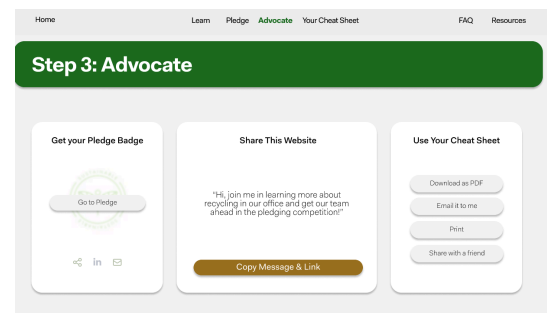 Home Learn Pledge Advocate Your Cheat Sheet FAQ Resources
Step 3: Advocate
Get your Pledge Badge
Go to Pledge
in
Share This Website
"Hi, join me in learning more about
recycling in our office and get our team
ahead in the pledging competition!"
Copy Message & Link
Use Your Cheat Sheet
Download as PDF
Email it to me
Print
Share with a friend